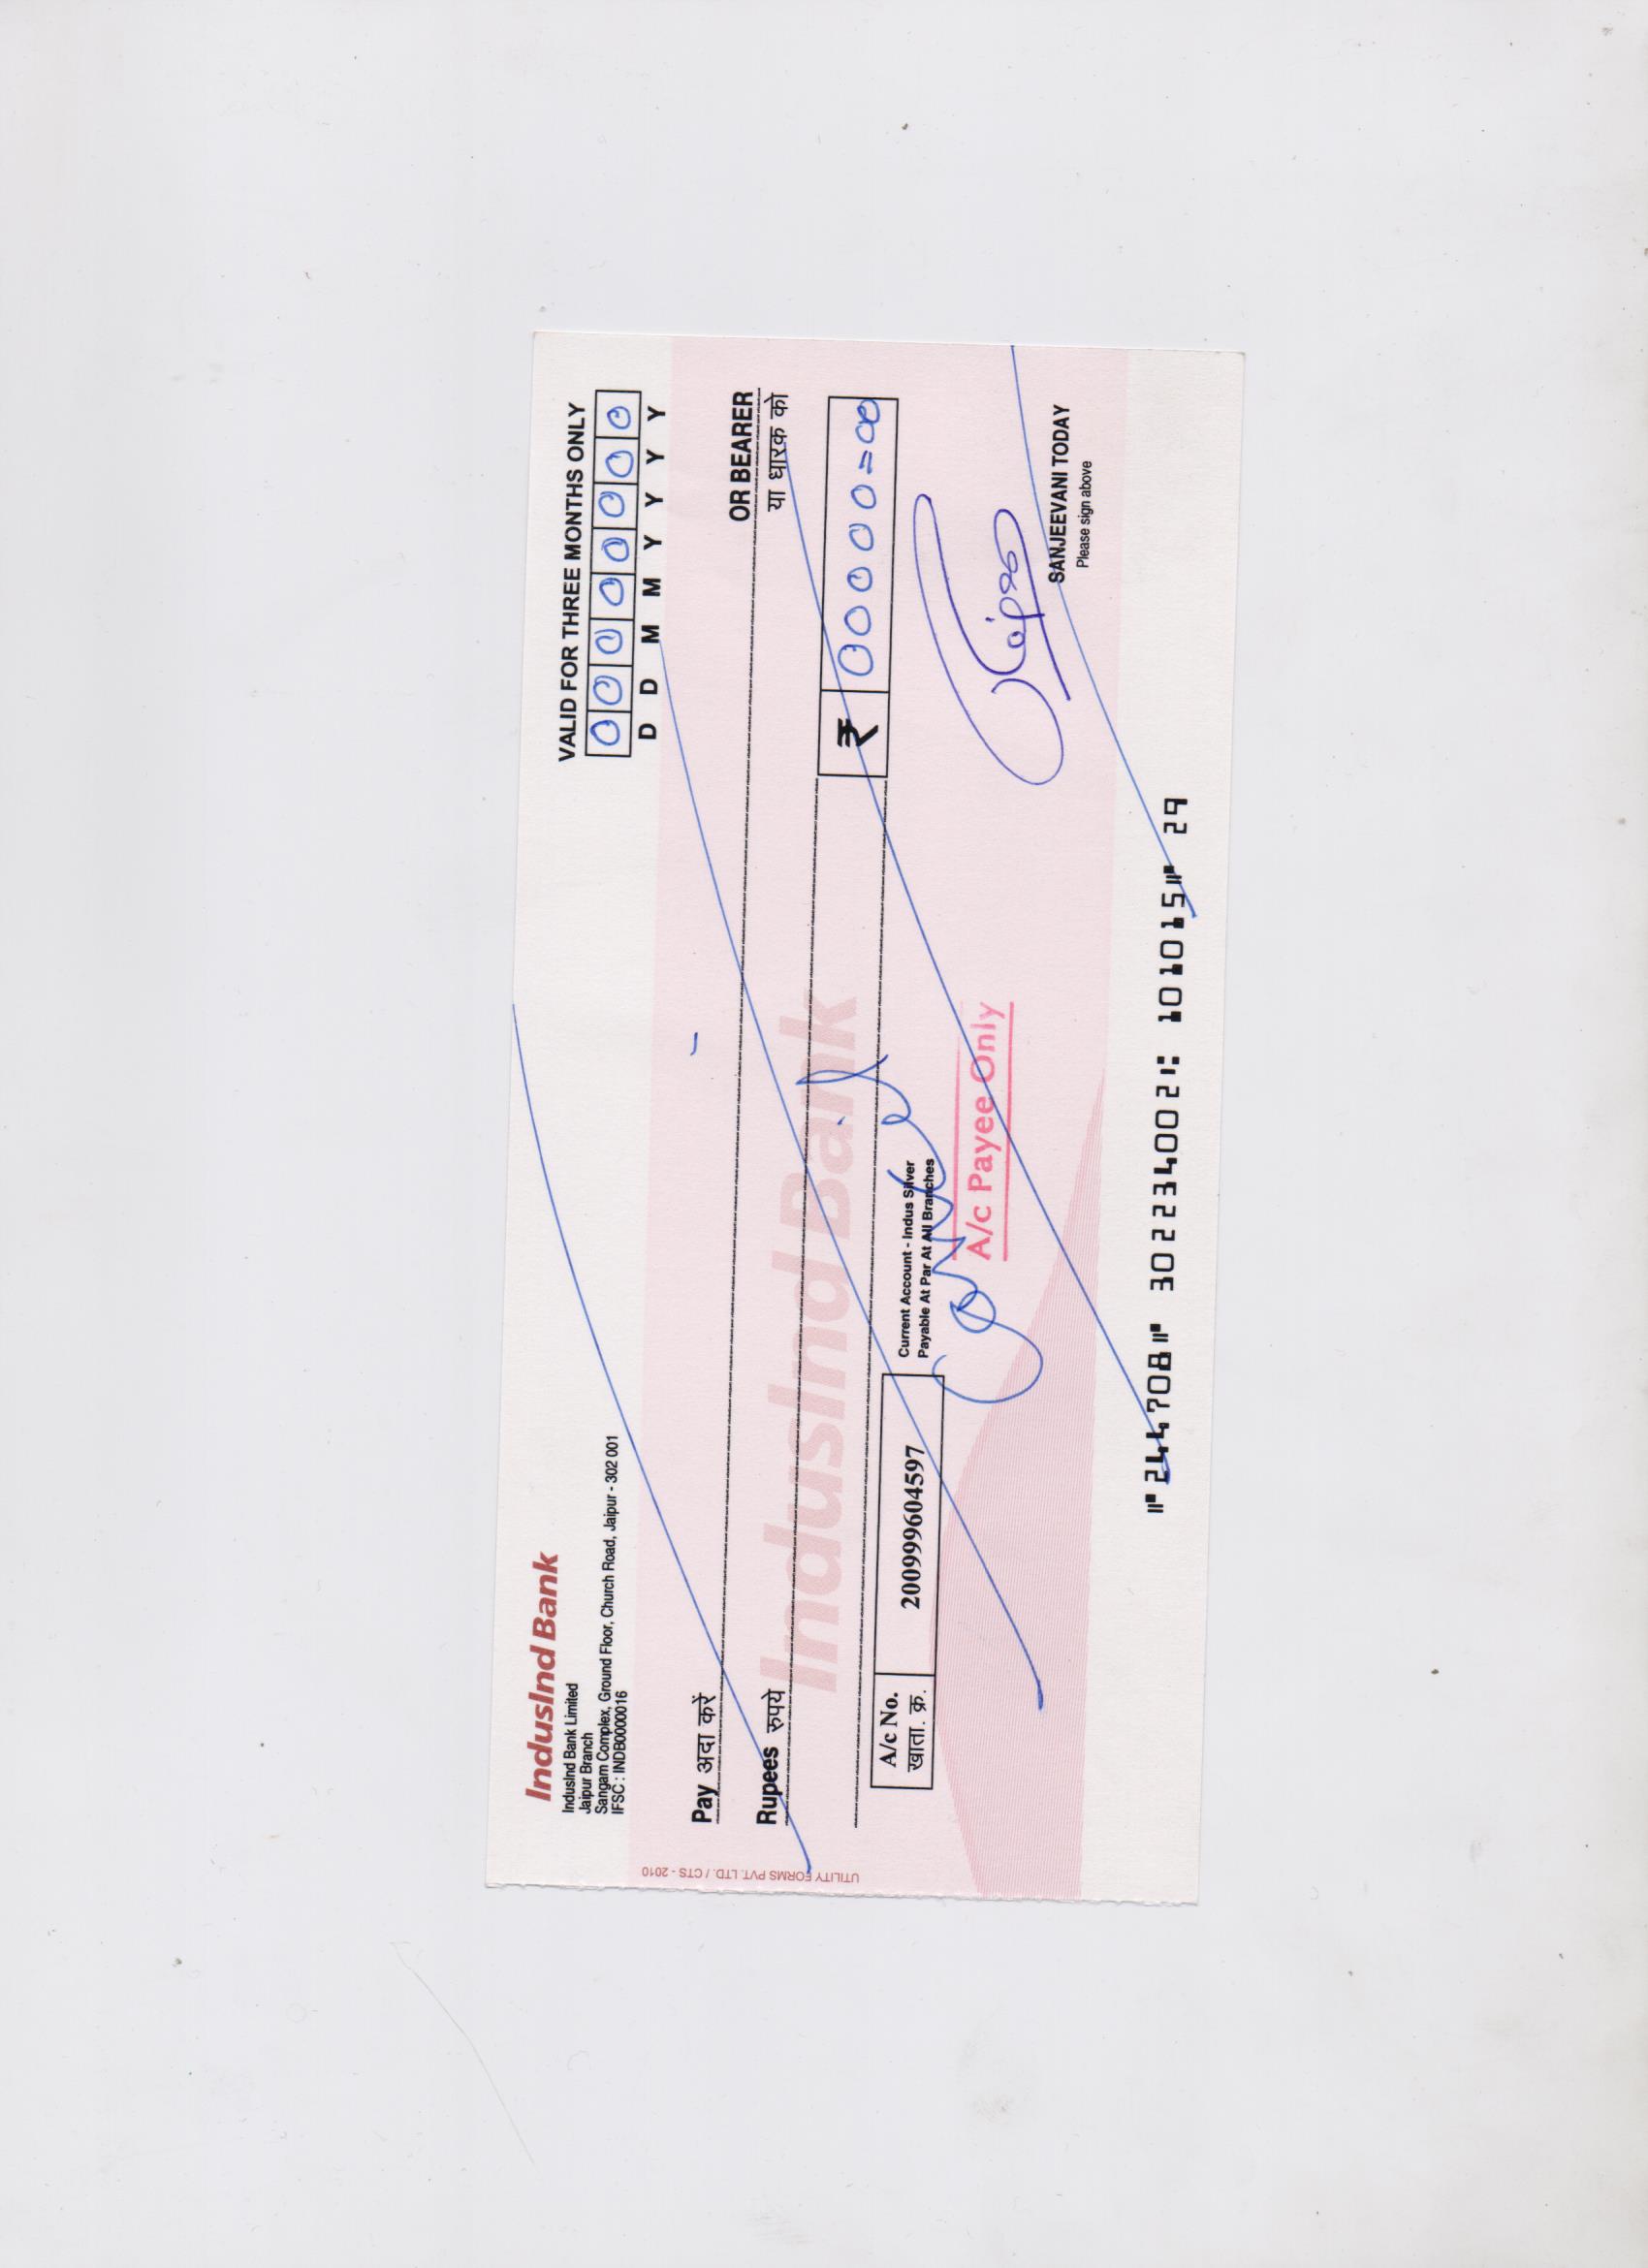 IndusInd Bank
IndusInd Bank Limited
Jaipur Branch
Sangam Complex, Ground Floor, Church Road, Jaipur - 302 001
IFSC : INDB0000016
VALID FOR THREE MONTHS ONLY
0 0 0 0 0 0 0 0
D D M M Y Y Y Y
Pay अदा करें
OR BEARER
Rupees रुपये
या धारक को
IndusInd Bank
₹ 00000=00
A/c No.
खाता. क्र.
200999604597
Current Account - Indus Silver
Payable At Par At All Branches
A/c Payee Only
SANJEEVANI TODAY
Please sign above
UTILITY FORMS PVT. LTD. / CTS - 2010
⑈244708⑈ 302234002⑆ 101015⑈ 29